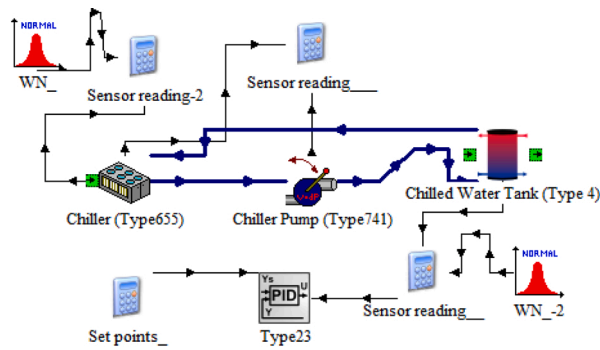 NORMAL
WN_
Sensor reading-2
Sensor reading___
Chiller (Type655)
Chiller Pump (Type741)
Chilled Water Tank (Type 4)
Set points_
Ys
U
PID
Y
Type23
Sensor reading__
NORMAL
WN_-2